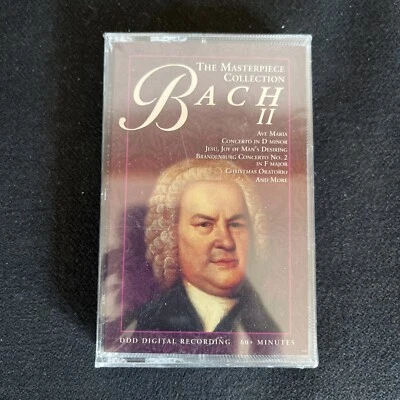 The Masterpiece
Collection
Bach
II
Ave Maria
Concerto in D minor
Jesu, Joy of Man's Desiring
Brandenburg Concerto No. 2
in F major
Christmas Oratorio
And More
DDD DIGITAL RECORDING 60+ MINUTES